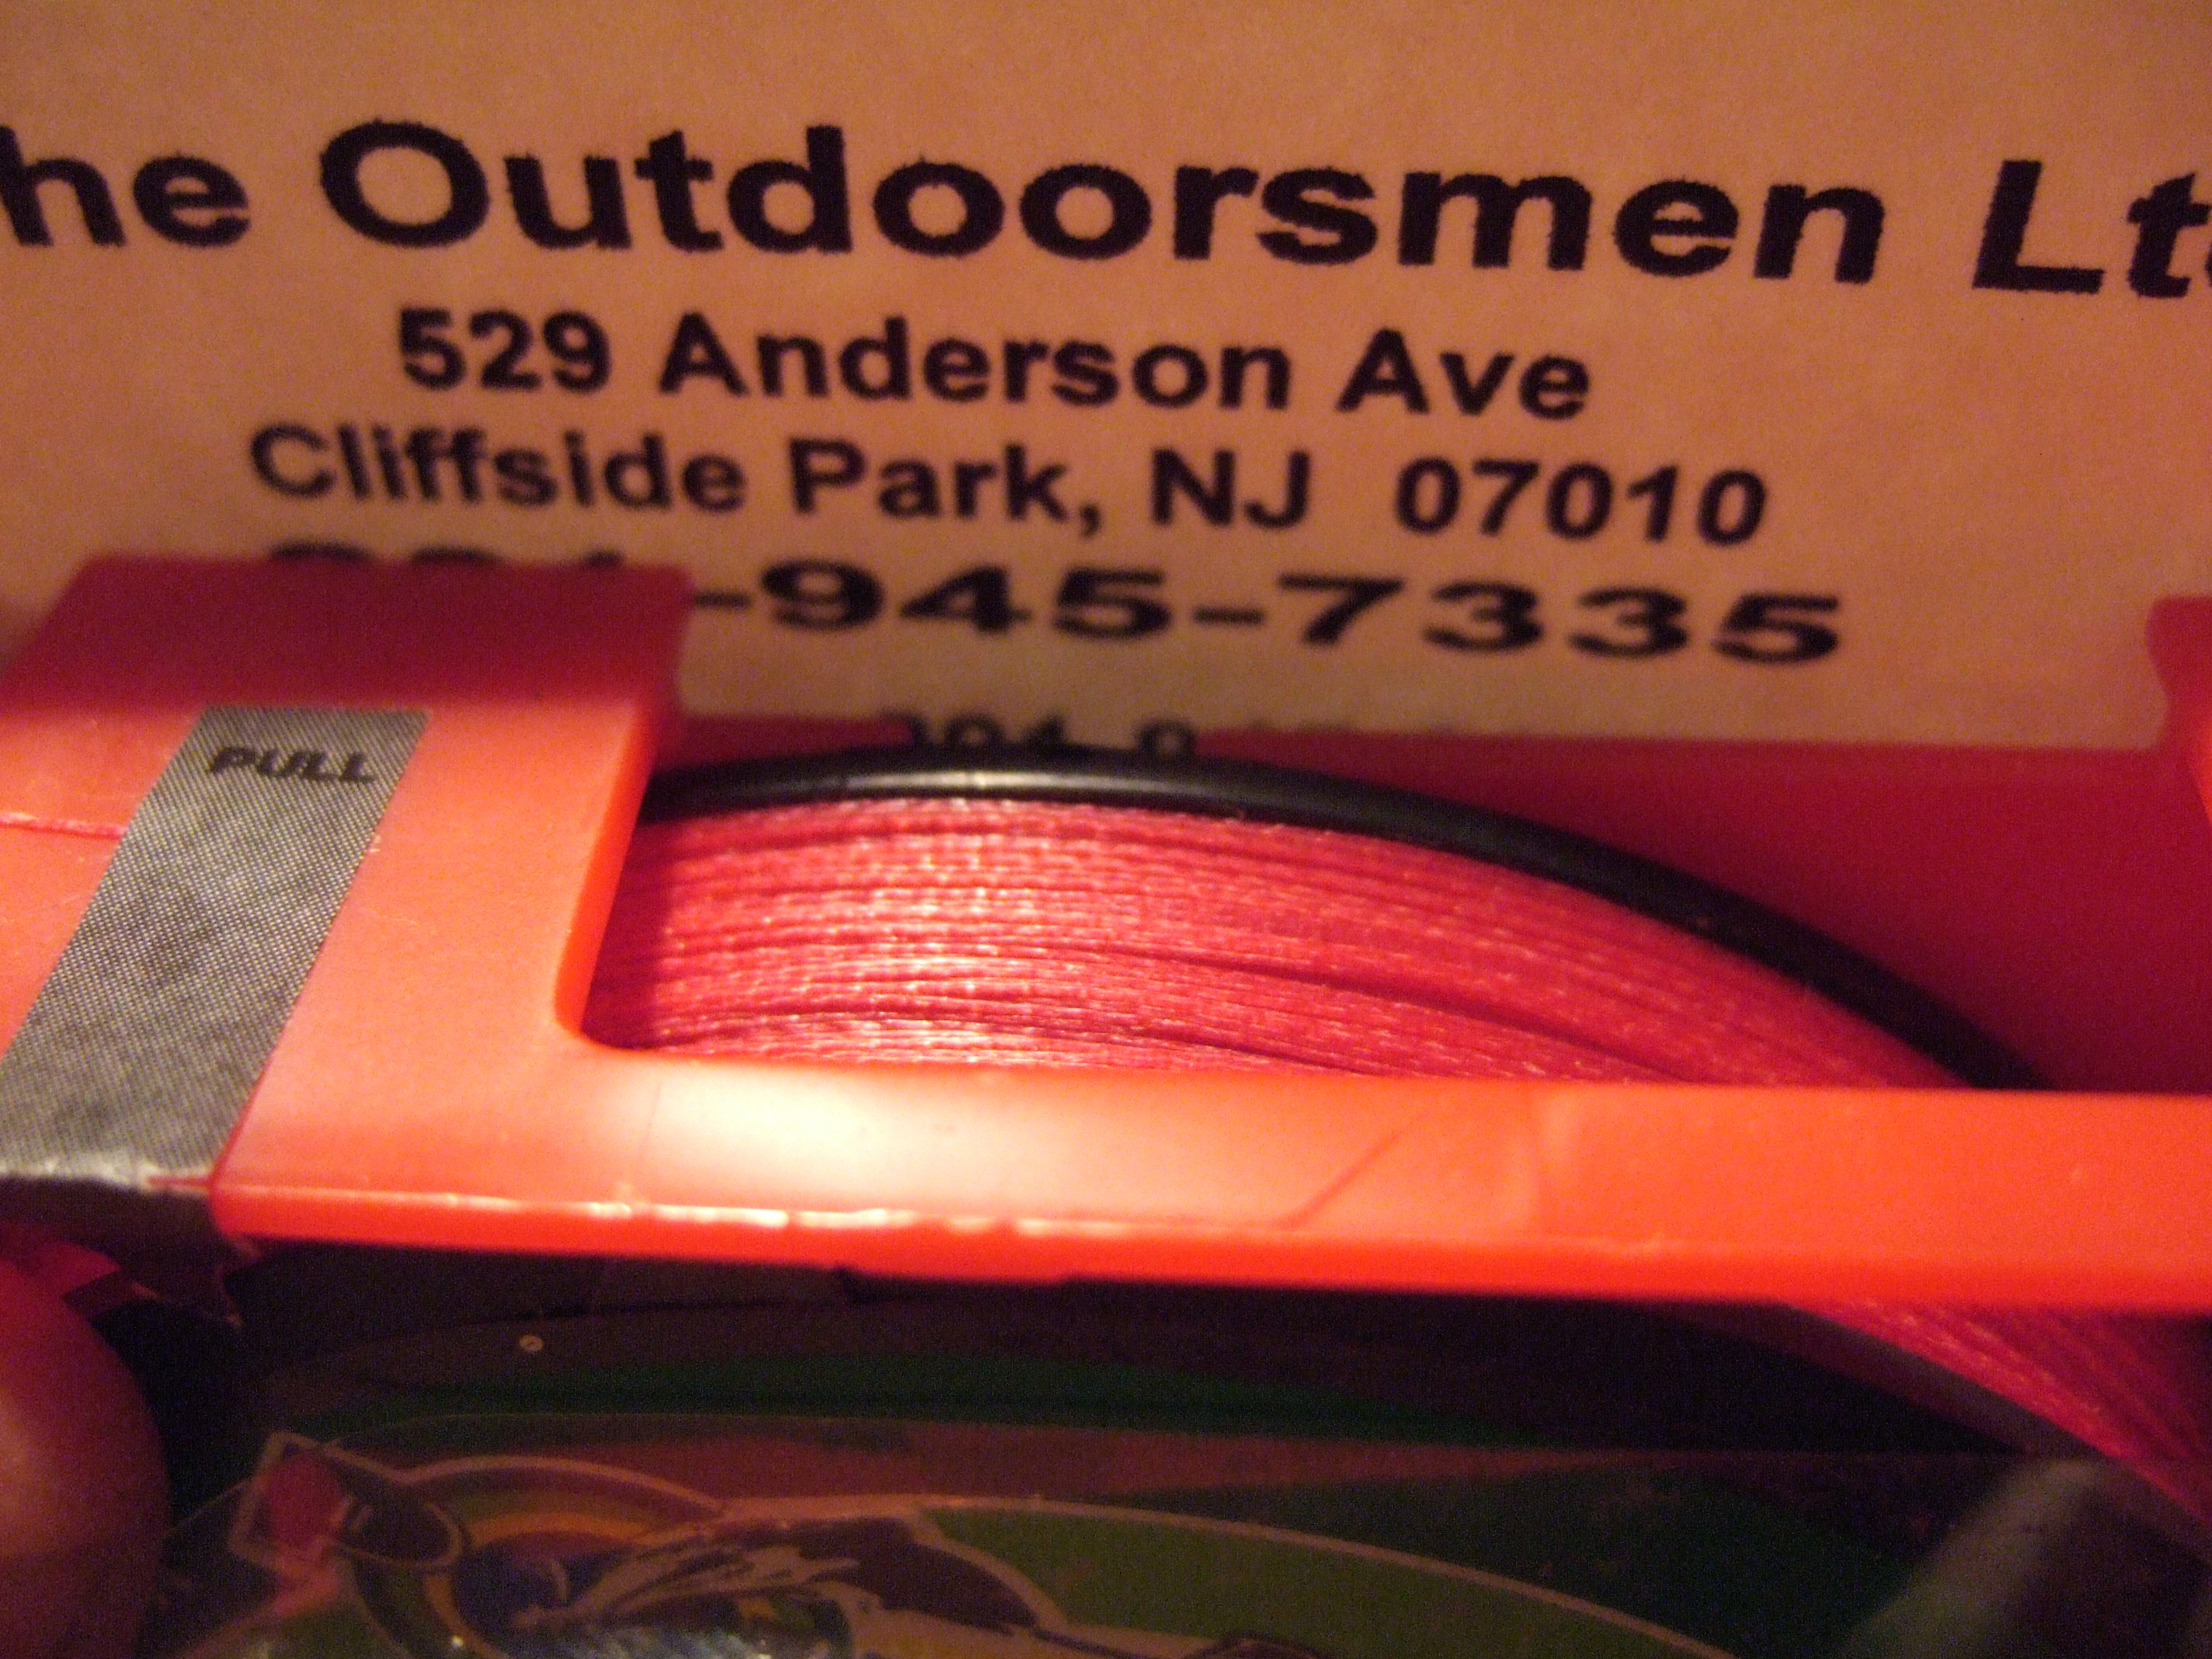 he Outdoorsmen Lt
529 Anderson Ave
Cliffside Park, NJ 07010
-945-7335
PULL